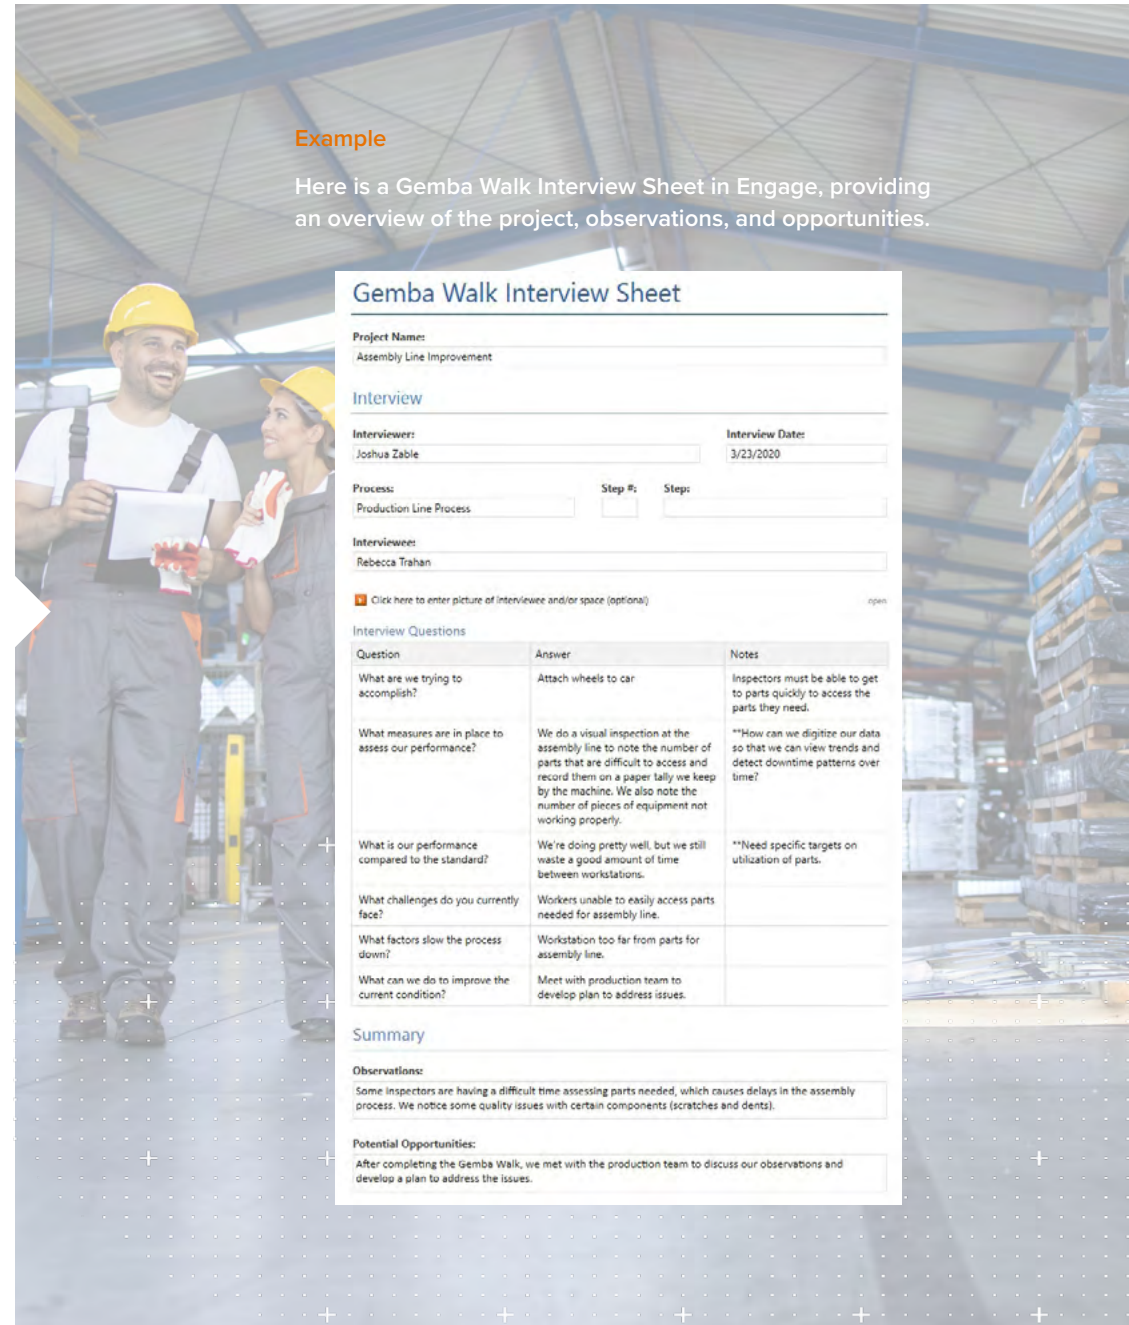 Example
Here is a Gemba Walk Interview Sheet in Engage, providing
an overview of the project, observations, and opportunities.
Gemba Walk Interview Sheet
Project Name:
Assembly Line Improvement
Interview
Interviewer:
Interview Date:
Joshua Zable
3/23/2020
Process:
Step #:
Step:
Production Line Process
Interviewee:
Rebecca Trahan
Click here to enter picture of interviewee and/or space (optional)
open
Interview Questions
Question
Answer
Notes
What are we trying to
accomplish?
Attach wheels to car
Inspectors must be able to get
to parts quickly to access the
parts they need.
What measures are in place to
assess our performance?
We do a visual inspection at the
assembly line to note the number of
parts that are difficult to access and
record them on a paper tally we keep
by the machine. We also note the
number of pieces of equipment not
working properly.
**How can we digitize our data
so that we can view trends and
detect downtime patterns over
time?
What is our performance
compared to the standard?
We're doing pretty well, but we still
waste a good amount of time
between workstations.
**Need specific targets on
utilization of parts.
What challenges do you currently
face?
Workers unable to easily access parts
needed for assembly line.
What factors slow the process
down?
Workstation too far from parts for
assembly line.
What can we do to improve the
current condition?
Meet with production team to
develop plan to address issues.
Summary
Observations:
Some inspectors are having a difficult time assessing parts needed, which causes delays in the assembly
process. We notice some quality issues with certain components (scratches and dents).
Potential Opportunities:
After completing the Gemba Walk, we met with the production team to discuss our observations and
develop a plan to address the issues.